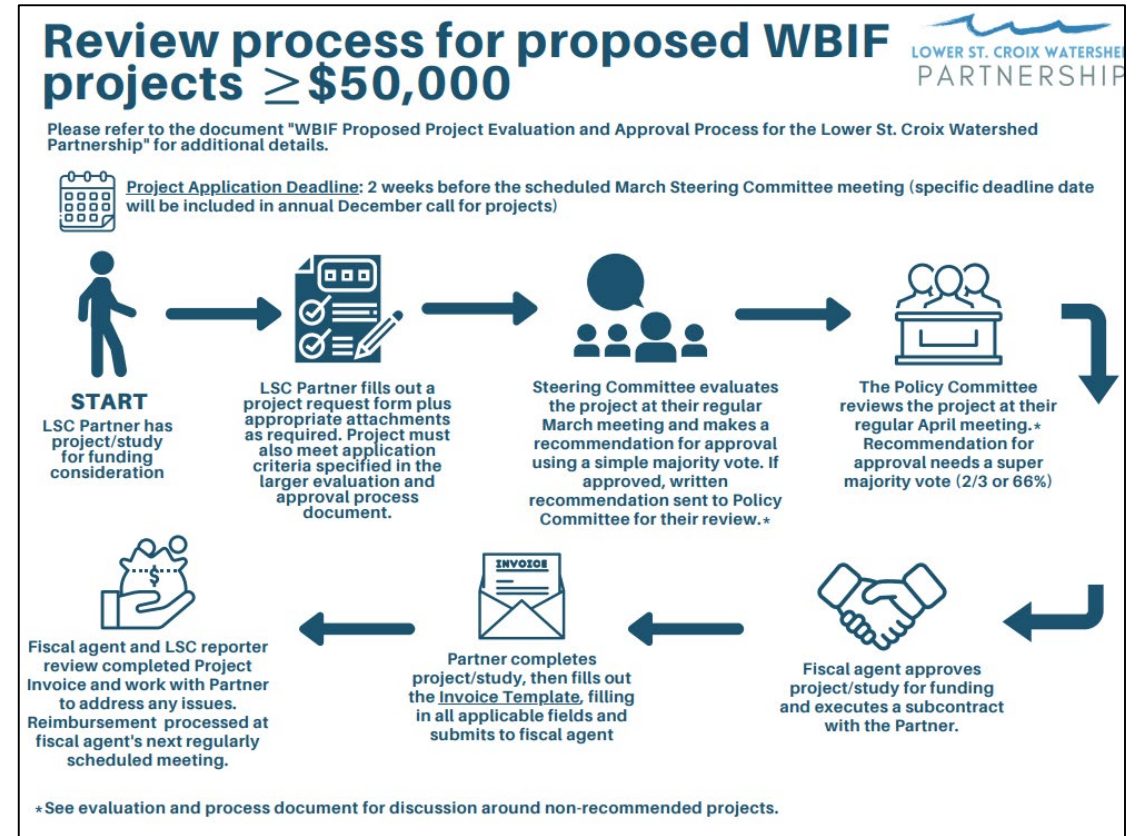 Review process for proposed WBIF
projects ≥$50,000
LOWER ST. CROIX WATERSHE
PARTNERSHIP
Please refer to the document "WBIF Proposed Project Evaluation and Approval Process for the Lower St. Croix Watershed
Partnership" for additional details.
Project Application Deadline: 2 weeks before the scheduled March Steering Committee meeting (specific deadline date
will be included in annual December call for projects)
START
LSC Partner has
project/study
for funding
consideration
LSC Partner fills out a
project request form plus
appropriate attachments
as required. Project must
also meet application
criteria specified in the
larger evaluation and
approval process
document.
Steering Committee evaluates
the project at their regular
March meeting and makes a
recommendation for approval
using a simple majority vote. If
approved, written
recommendation sent to Policy
Committee for their review.*
The Policy Committee
reviews the project at their
regular April meeting.*
Recommendation for
approval needs a super
majority vote (2/3 or 66%)
Fiscal agent approves
project/study for funding
and executes a subcontract
with the Partner.
INVOICE
Partner completes
project/study, then fills out
the Invoice Template, filling
in all applicable fields and
submits to fiscal agent
$
Fiscal agent and LSC reporter
review completed Project
Invoice and work with Partner
to address any issues.
Reimbursement processed at
fiscal agent's next regularly
scheduled meeting.
*See evaluation and process document for discussion around non-recommended projects.